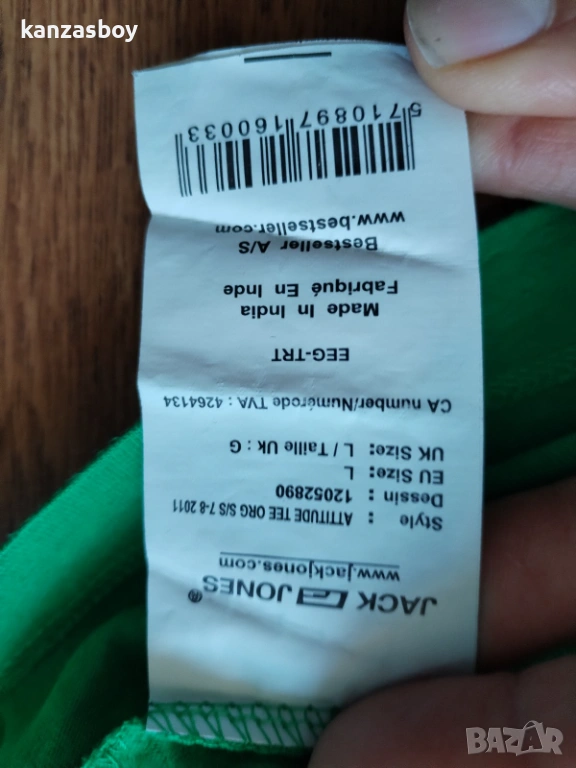 kanzasboy
JACK JONES®
www.jackjones.com
Style : ATTITUDE TEE ORG S/S 7-8 2011
Dessin : 12052890
EU Size: L
UK Size: L / Taille Uk : G
CA number/Numérode TVA : 4264134
EEG-TRT
Made In India
Fabriqué En Inde
Bestseller A/S
www.bestseller.com
5710897160033
BAZAR